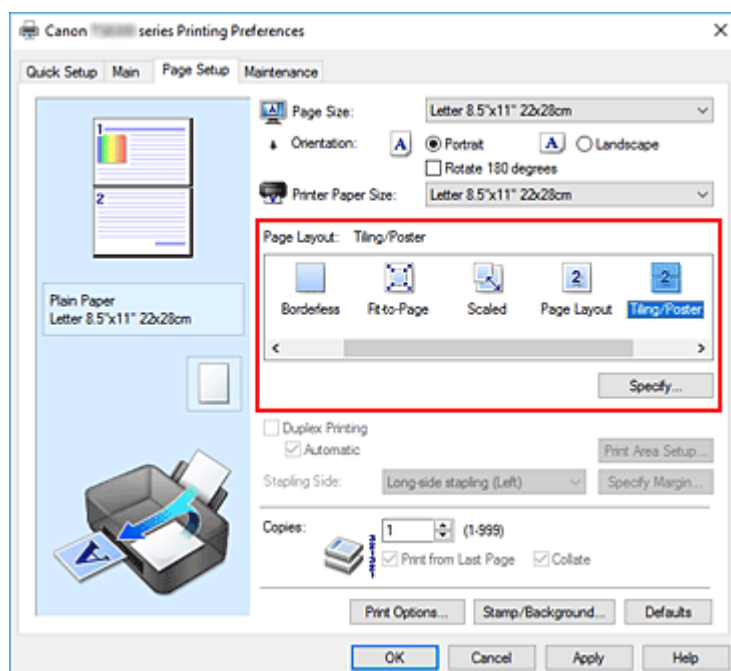 Canon series Printing Preferences
Quick Setup Main Page Setup Maintenance
1
2
Plain Paper
Letter 8.5"x11" 22x28cm
Page Size: Letter 8.5"x11" 22x28cm
Orientation: A Portrait A Landscape
Rotate 180 degrees
Printer Paper Size: Letter 8.5"x11" 22x28cm
Page Layout: Tiling/Poster
2 2
Borderless Fit-to-Page Scaled Page Layout Tiling/Poster
Specify...
Duplex Printing
Automatic Print Area Setup...
Stapling Side: Long-side stapling (Left) Specify Margin...
Copies: 1 (1-999)
Print from Last Page Collate
A
Print Options... Stamp/Background... Defaults
OK Cancel Apply Help